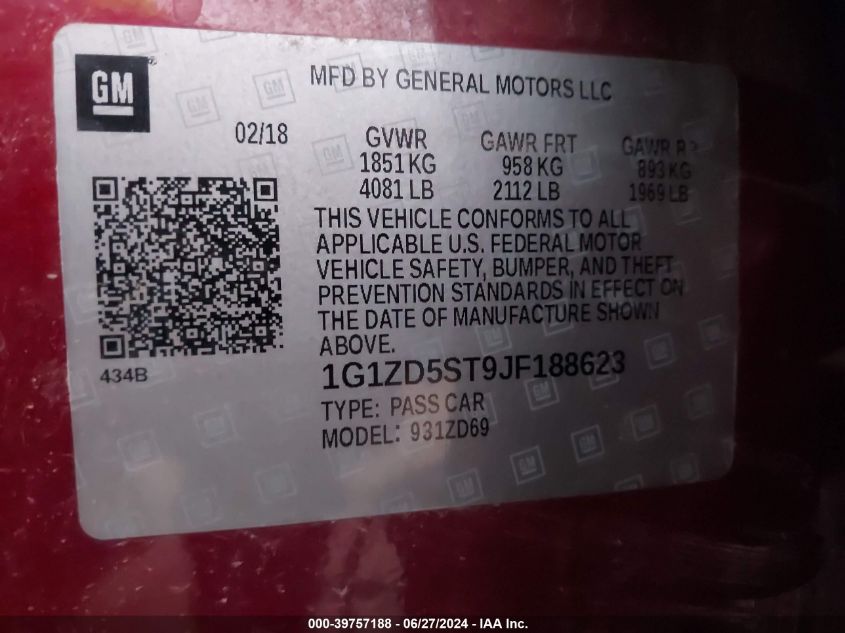 GM
MFD BY GENERAL MOTORS LLC
02/18
GVWR GAWR FRT GAWR RR
1851 KG 958 KG 893 KG
4081 LB 2112 LB 1969 LB
THIS VEHICLE CONFORMS TO ALL
APPLICABLE U.S. FEDERAL MOTOR
VEHICLE SAFETY, BUMPER, AND THEFT
PREVENTION STANDARDS IN EFFECT ON
THE DATE OF MANUFACTURE SHOWN
ABOVE.
434B
1G1ZD5ST9JF188623
TYPE: PASS CAR
MODEL: 931ZD69
000-39757188 - 06/27/2024 - IAA Inc.